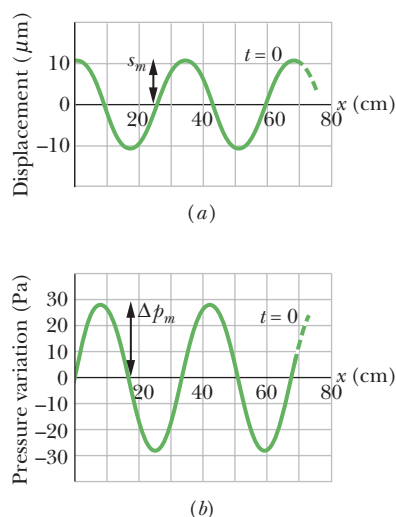 Displacement (μm)
10
0
–10
s_m
t = 0
20
40
60
80
x (cm)
(a)
Pressure variation (Pa)
30
20
10
0
–10
–20
–30
Δp_m
t = 0
20
40
60
80
x (cm)
(b)